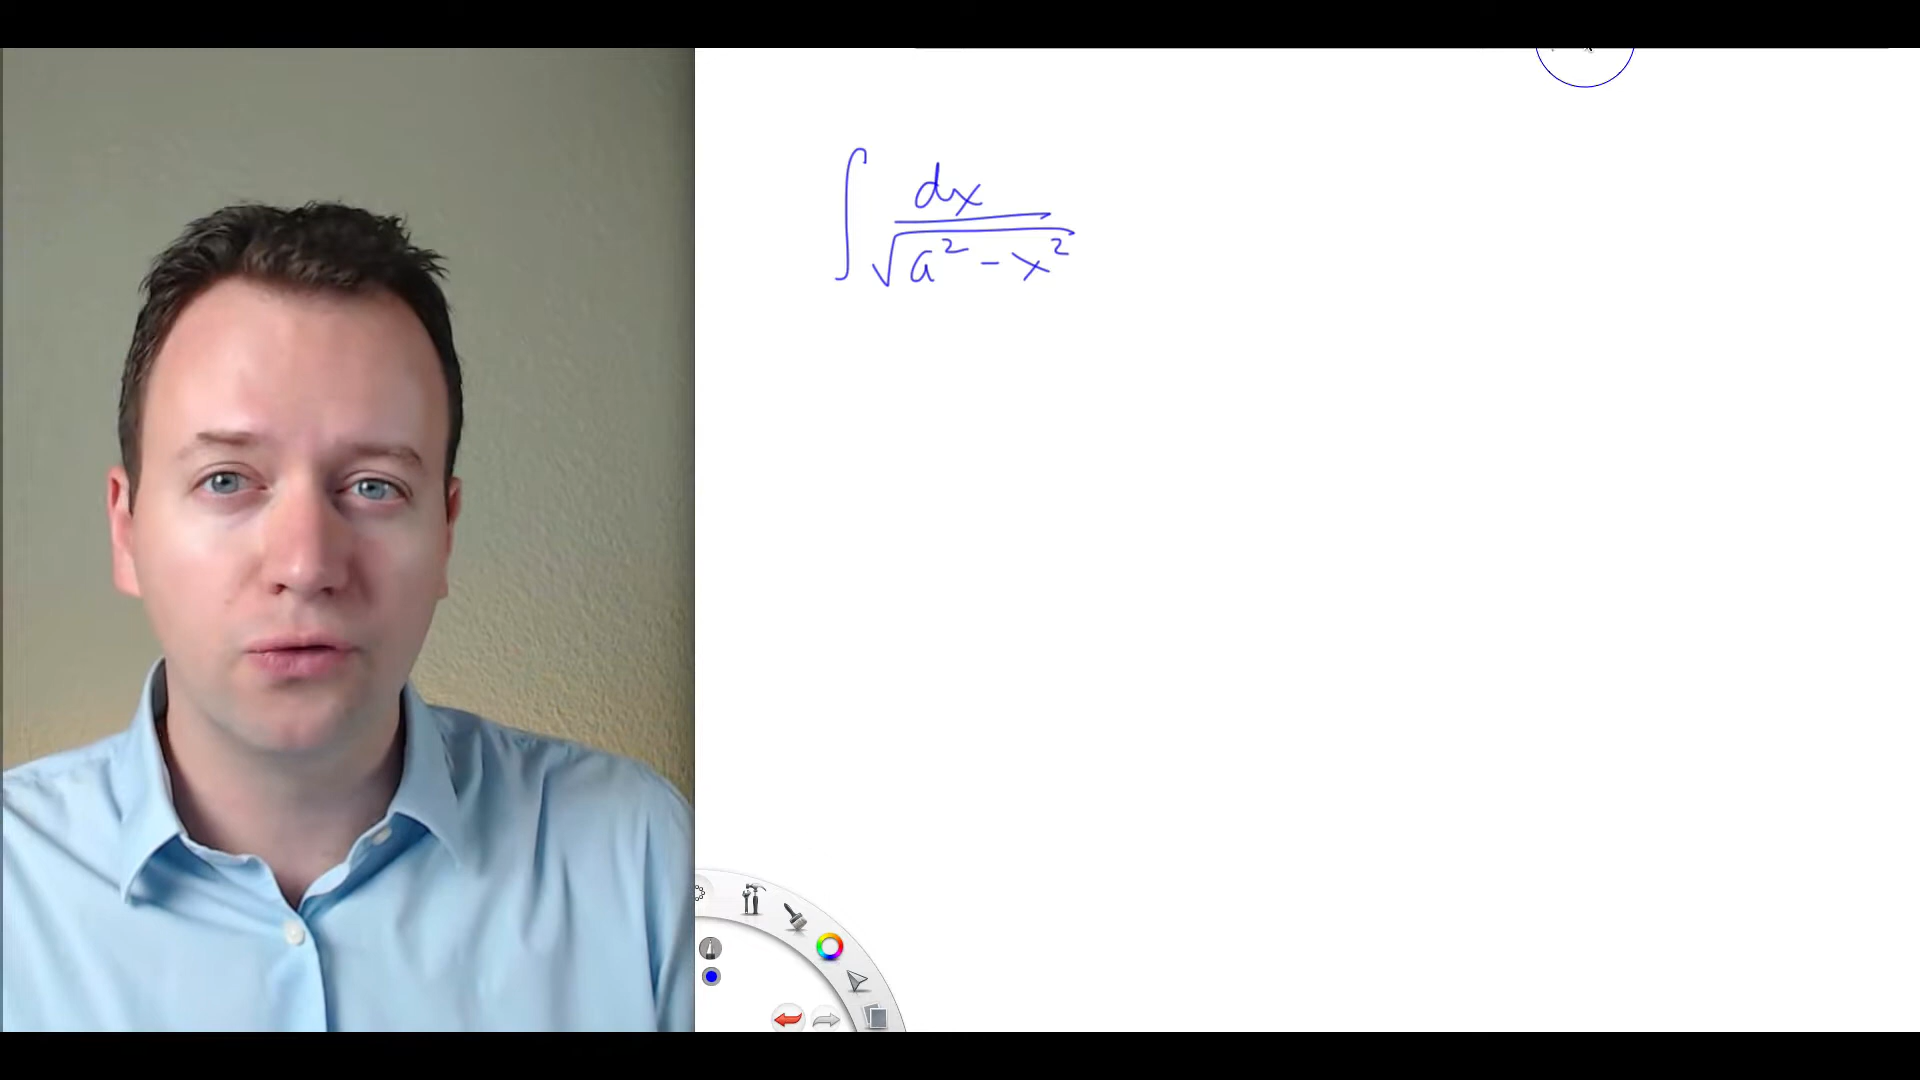 ∫ dx / √(a² - x²)